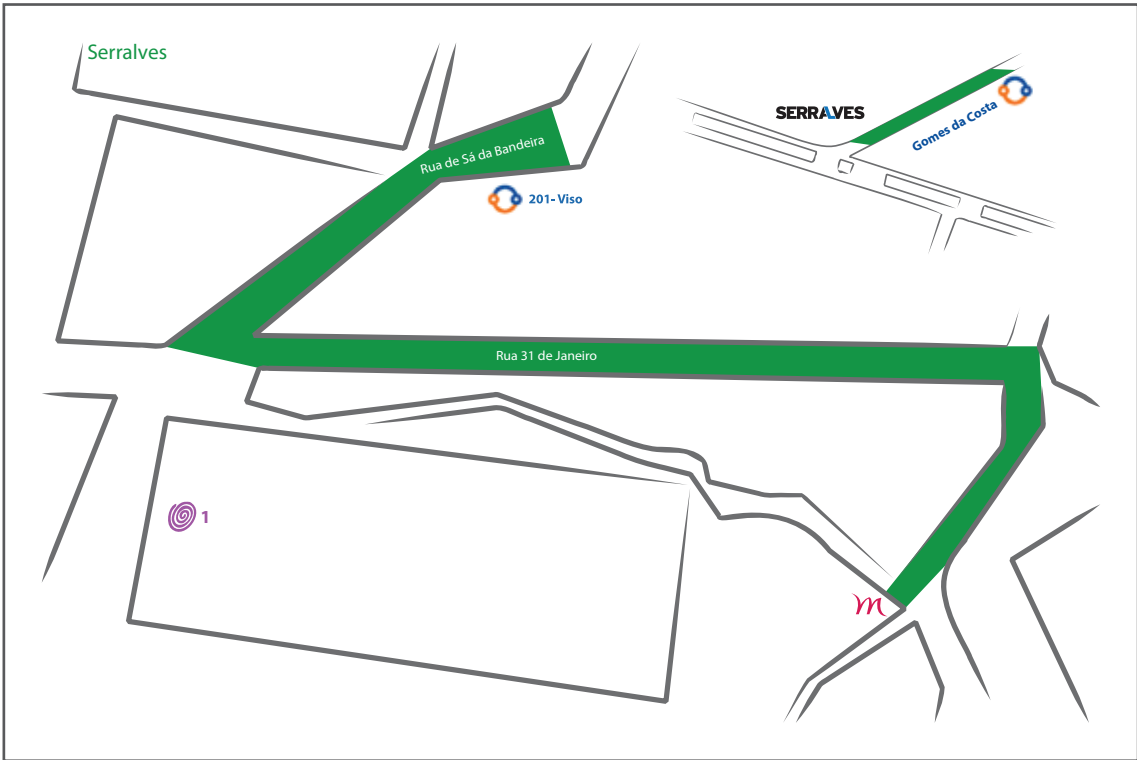 Serralves
SERRALVES
Gomes da Costa
Rua de Sá da Bandeira
201- Viso
Rua 31 de Janeiro
1
m